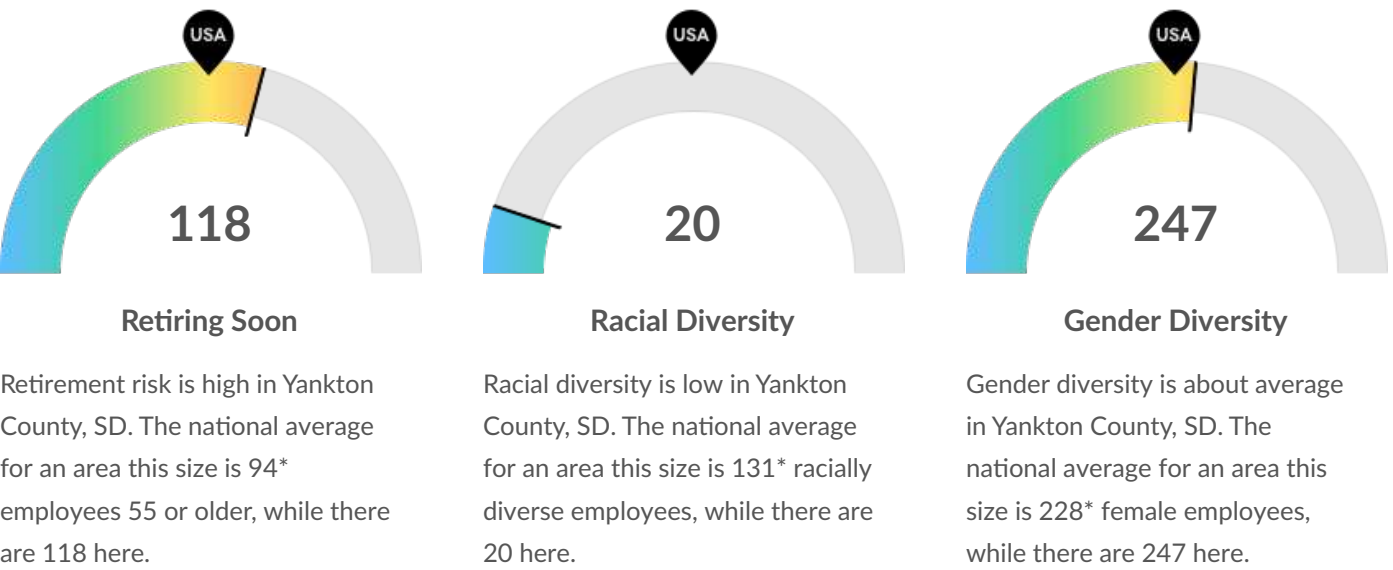 USA
118
Retiring Soon
Retirement risk is high in Yankton
County, SD. The national average
for an area this size is 94*
employees 55 or older, while there
are 118 here.
USA
20
Racial Diversity
Racial diversity is low in Yankton
County, SD. The national average
for an area this size is 131* racially
diverse employees, while there are
20 here.
USA
247
Gender Diversity
Gender diversity is about average
in Yankton County, SD. The
national average for an area this
size is 228* female employees,
while there are 247 here.